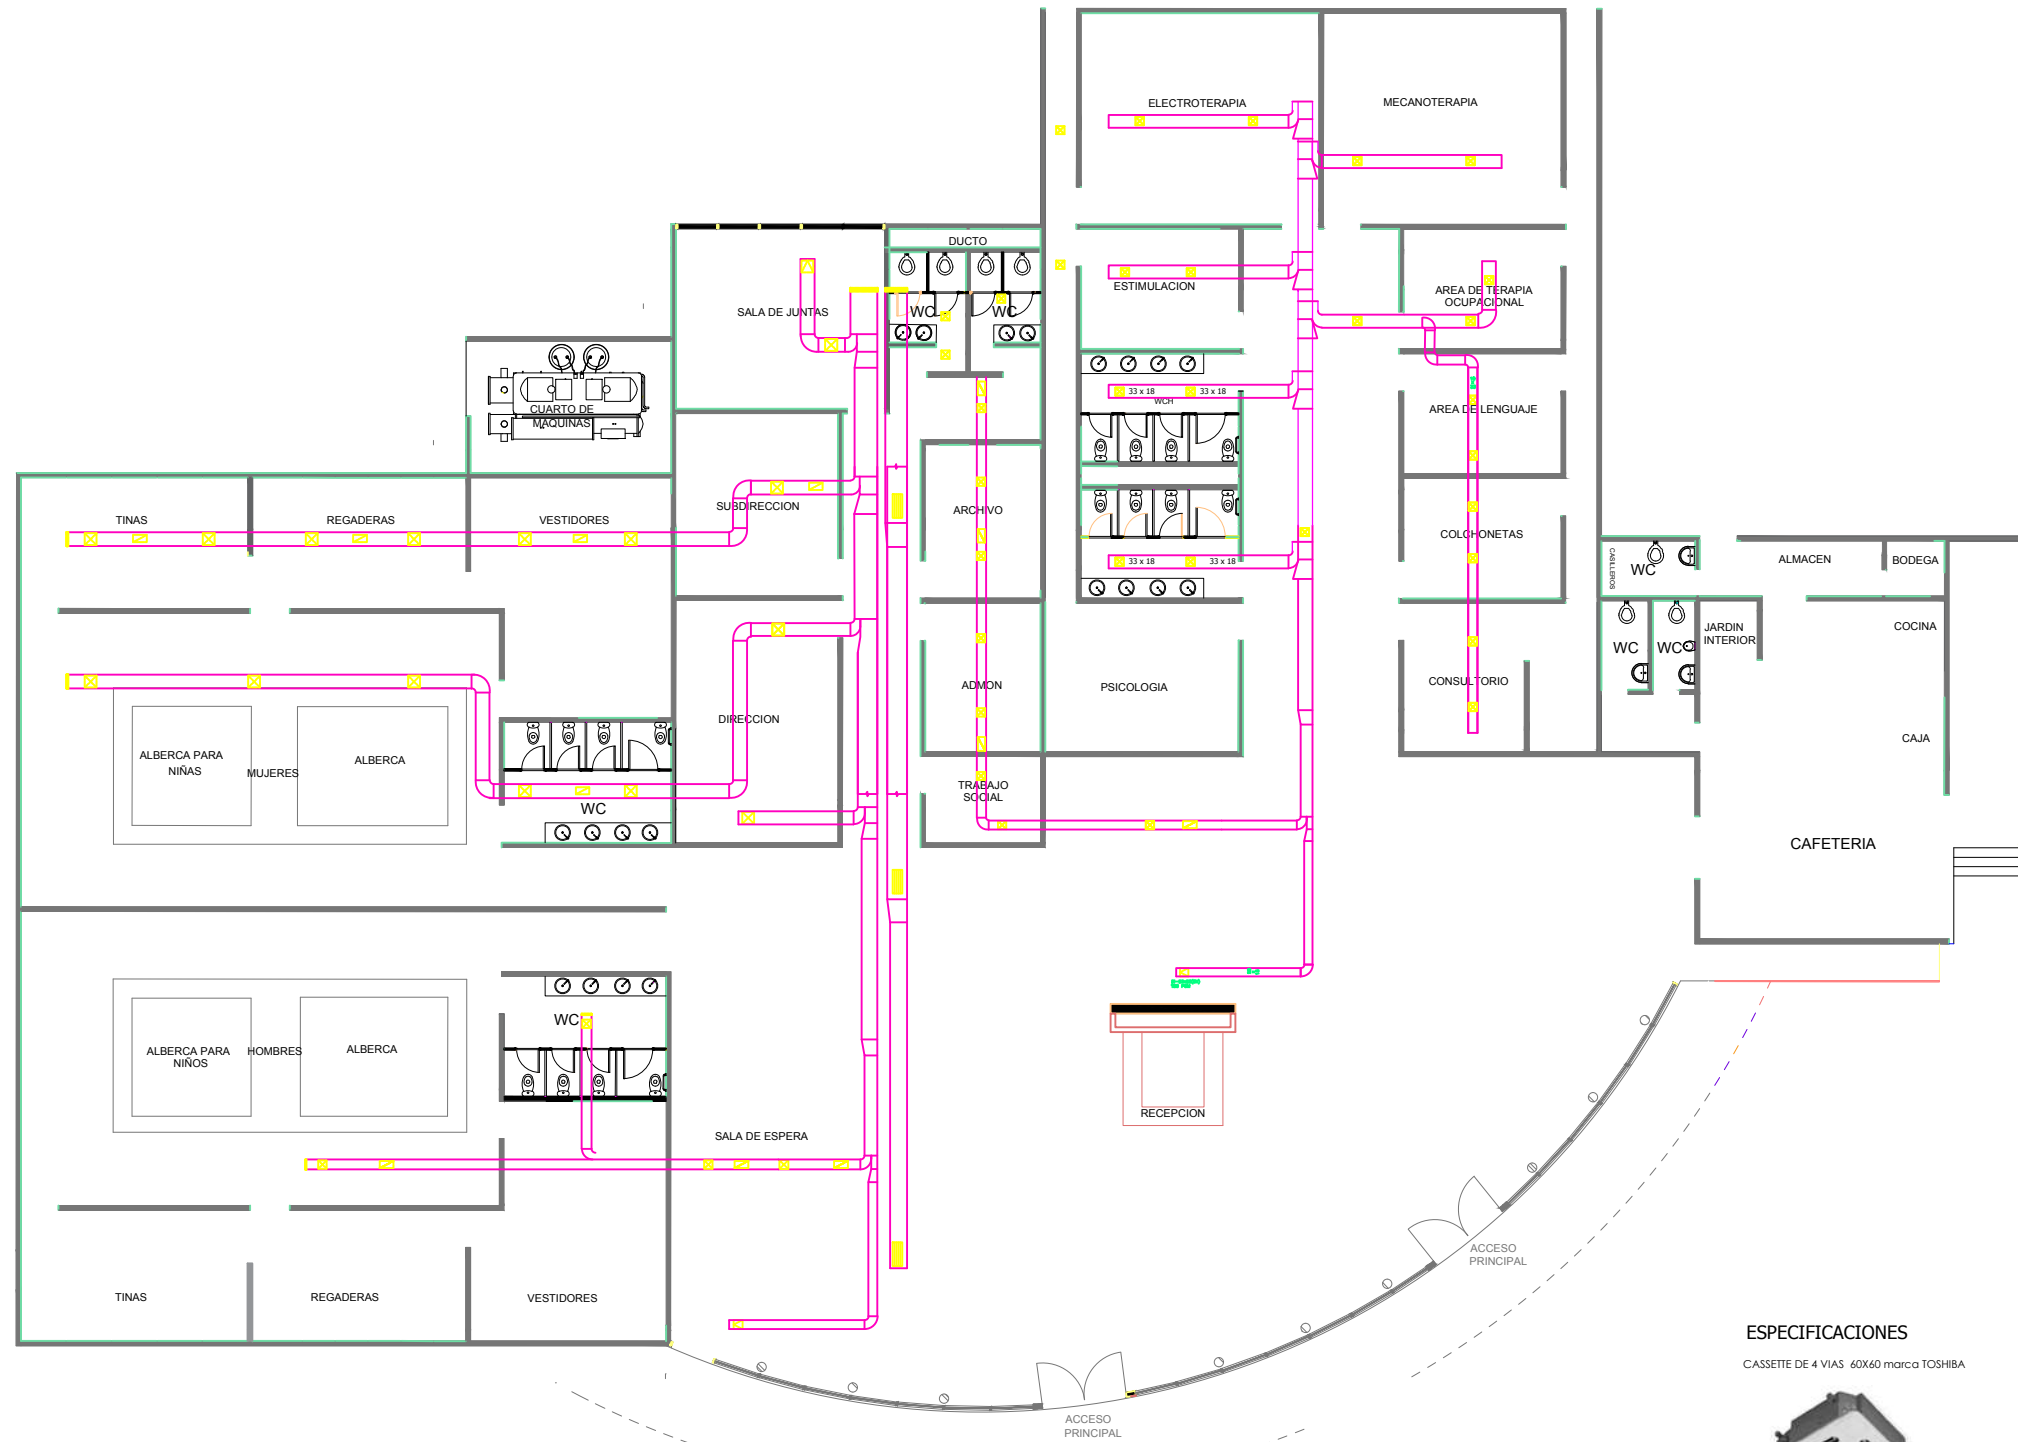 ELECTROTERAPIA
MECANOTERAPIA
DUCTO
ESTIMULACION
AREA DE TERAPIA
OCUPACIONAL
SALA DE JUNTAS
WC
WC
33 x 18
33 x 18
WCH
CUARTO DE
MAQUINAS
AREA DE LENGUAJE
TINAS
REGADERAS
VESTIDORES
SUBDIRECCION
ARCHIVO
COLCHONETAS
33 x 18
33 x 18
CASILLEROS
WC
ALMACEN
BODEGA
JARDIN
INTERIOR
COCINA
WC
WC
ADMON
PSICOLOGIA
CONSULTORIO
DIRECCION
CAJA
ALBERCA PARA
NIÑAS
MUJERES
ALBERCA
TRABAJO
SOCIAL
WC
CAFETERIA
WC
ALBERCA PARA
NIÑOS
HOMBRES
ALBERCA
RECEPCION
SALA DE ESPERA
ACCESO
PRINCIPAL
TINAS
REGADERAS
VESTIDORES
ESPECIFICACIONES
CASSETTE DE 4 VIAS 60X60 marca TOSHIBA
ACCESO
PRINCIPAL